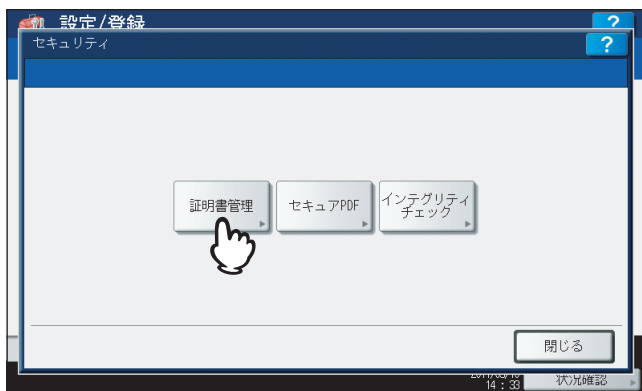 設定/登録
?
セキュリティ
?
証明書管理
セキュアPDF
インテグリティ
チェック
閉じる
14 : 33
状況確認